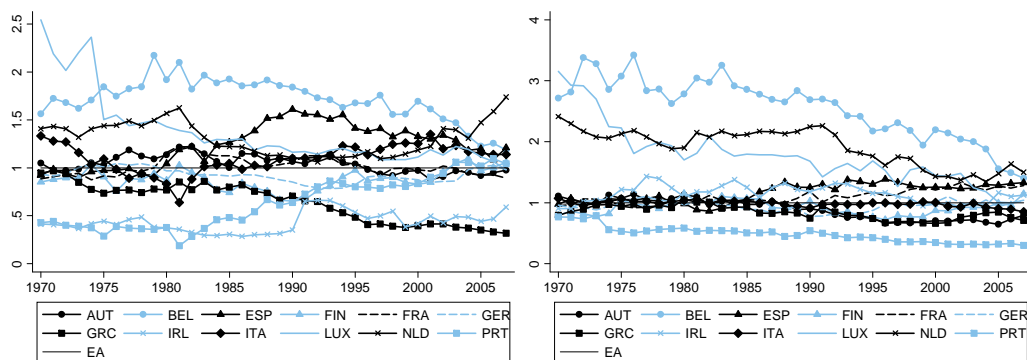 2.5
2
1.5
1
.5
0
1970 1975 1980 1985 1990 1995 2000 2005
AUT BEL ESP FIN FRA GER
GRC IRL ITA LUX NLD PRT
EA
4
3
2
1
0
1970 1975 1980 1985 1990 1995 2000 2005
AUT BEL ESP FIN FRA GER
GRC IRL ITA LUX NLD PRT
EA